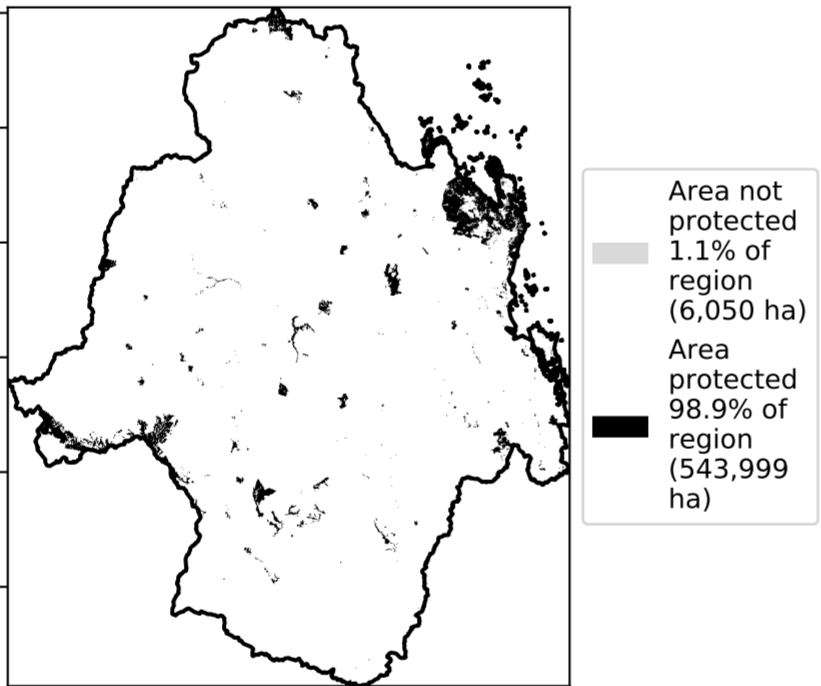 Area not
protected
1.1% of
region
(6,050 ha)
Area
protected
98.9% of
region
(543,999
ha)